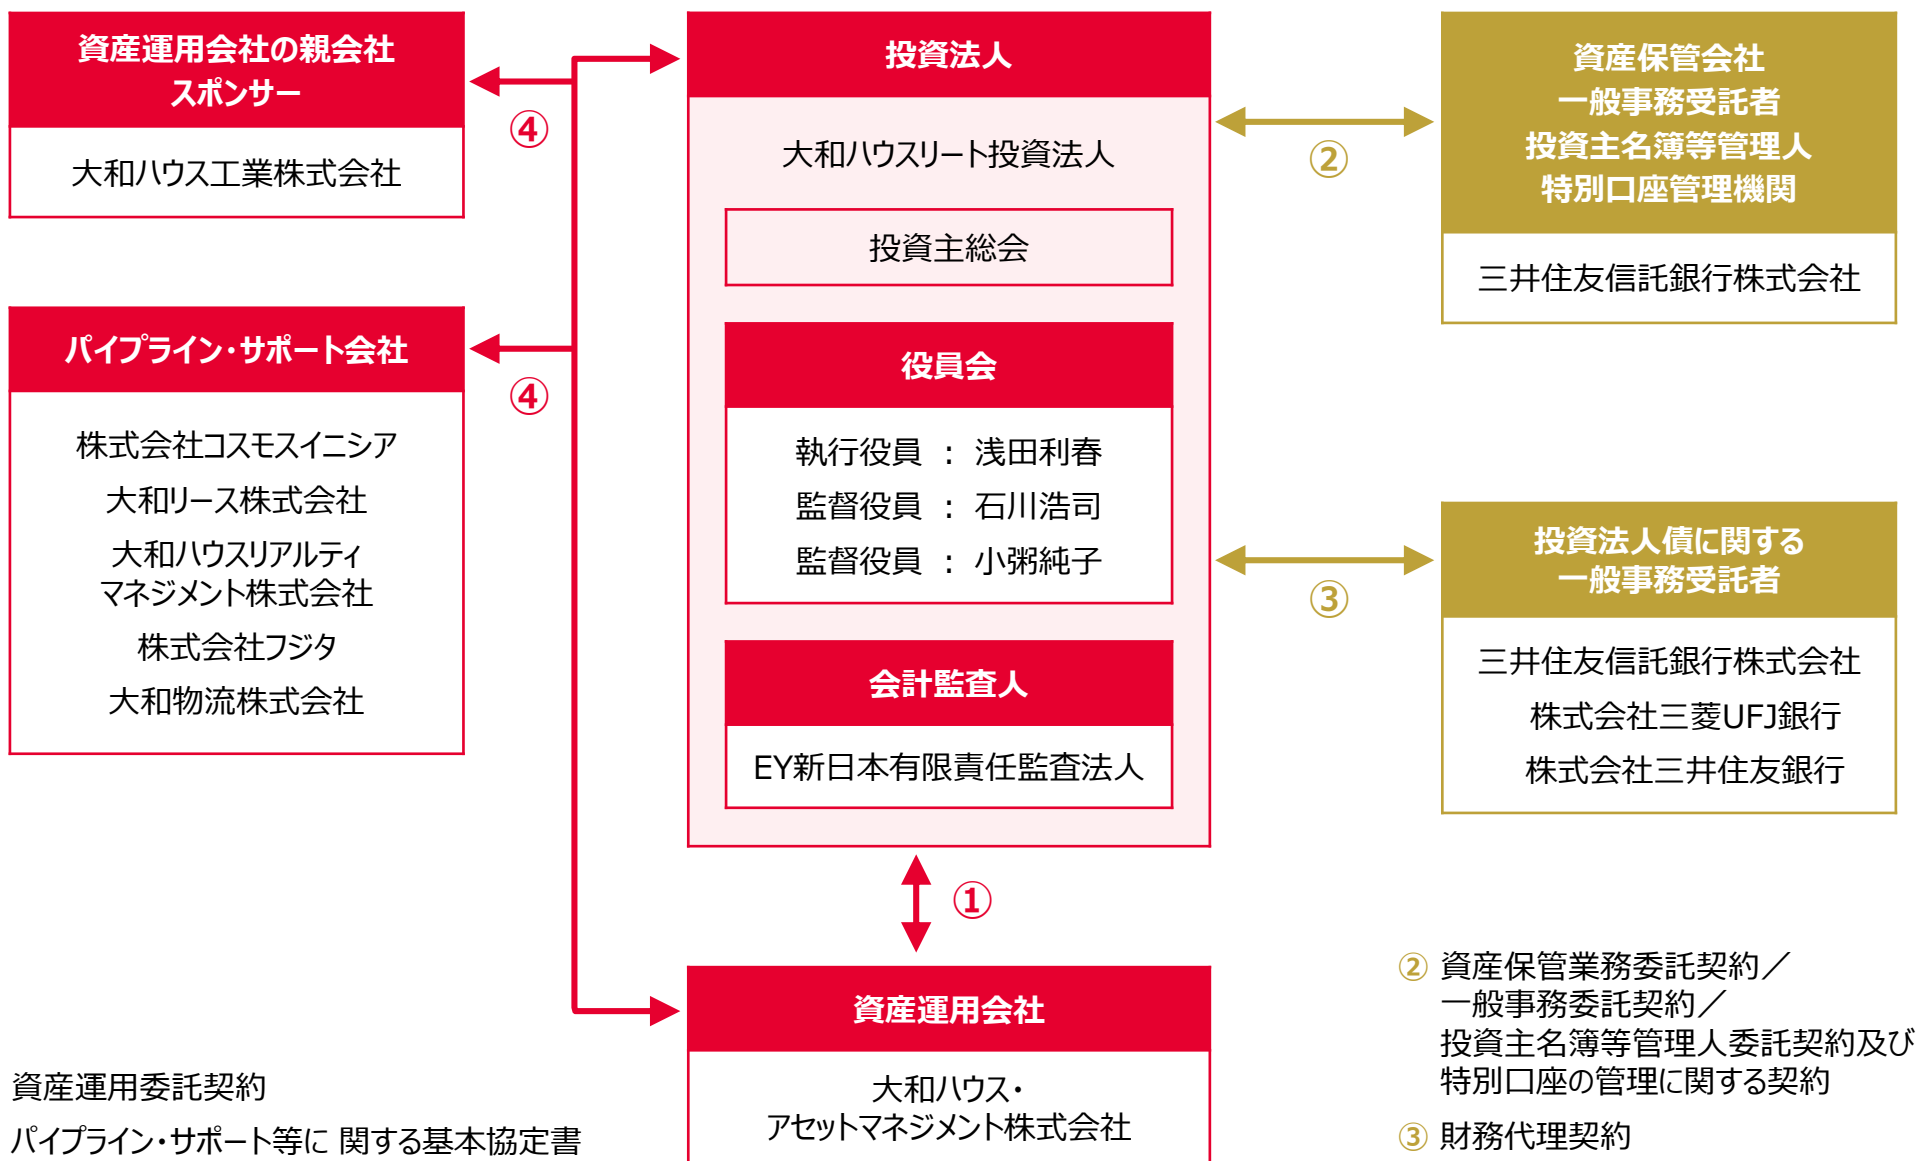 資産運用会社の親会社
スポンサー
大和ハウス工業株式会社
④
パイプライン・サポート会社
株式会社コスモスイニシア
大和リース株式会社
大和ハウスリアルティ
マネジメント株式会社
株式会社フジタ
大和物流株式会社
④
投資法人
大和ハウスリート投資法人
投資主総会
役員会
執行役員 : 浅田利春
監督役員 : 石川浩司
監督役員 : 小粥純子
会計監査人
EY新日本有限責任監査法人
①
資産運用会社
大和ハウス・
アセットマネジメント株式会社
②
資産保管会社
一般事務受託者
投資主名簿等管理人
特別口座管理機関
三井住友信託銀行株式会社
③
投資法人債に関する
一般事務受託者
三井住友信託銀行株式会社
株式会社三菱UFJ銀行
株式会社三井住友銀行
資産運用委託契約
パイプライン・サポート等に 関する基本協定書
② 資産保管業務委託契約／
一般事務委託契約／
投資主名簿等管理人委託契約及び
特別口座の管理に関する契約
③ 財務代理契約